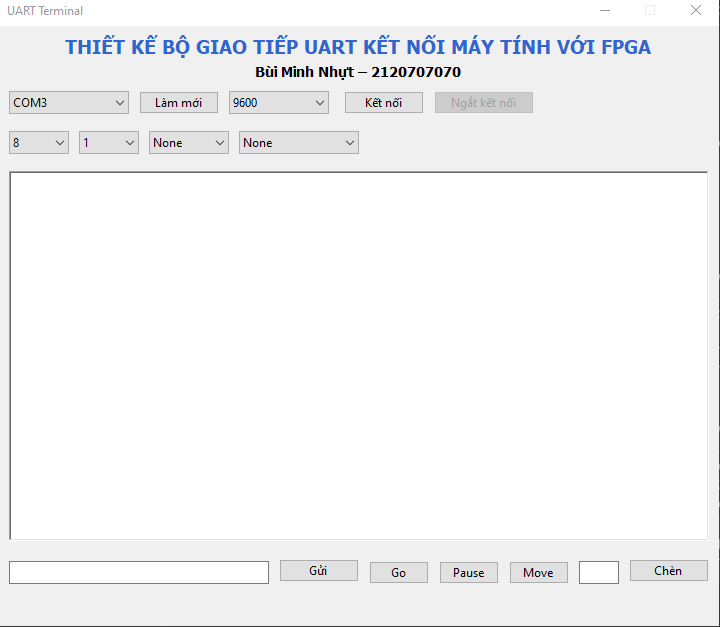 UART Terminal
THIẾT KẾ BỘ GIAO TIẾP UART KẾT NỐI MÁY TÍNH VỚI FPGA
Bùi Minh Nhựt – 2120707070
COM3 Làm mới 9600 Kết nối Ngắt kết nối
8 1 None None
Gửi Go Pause Move Chèn